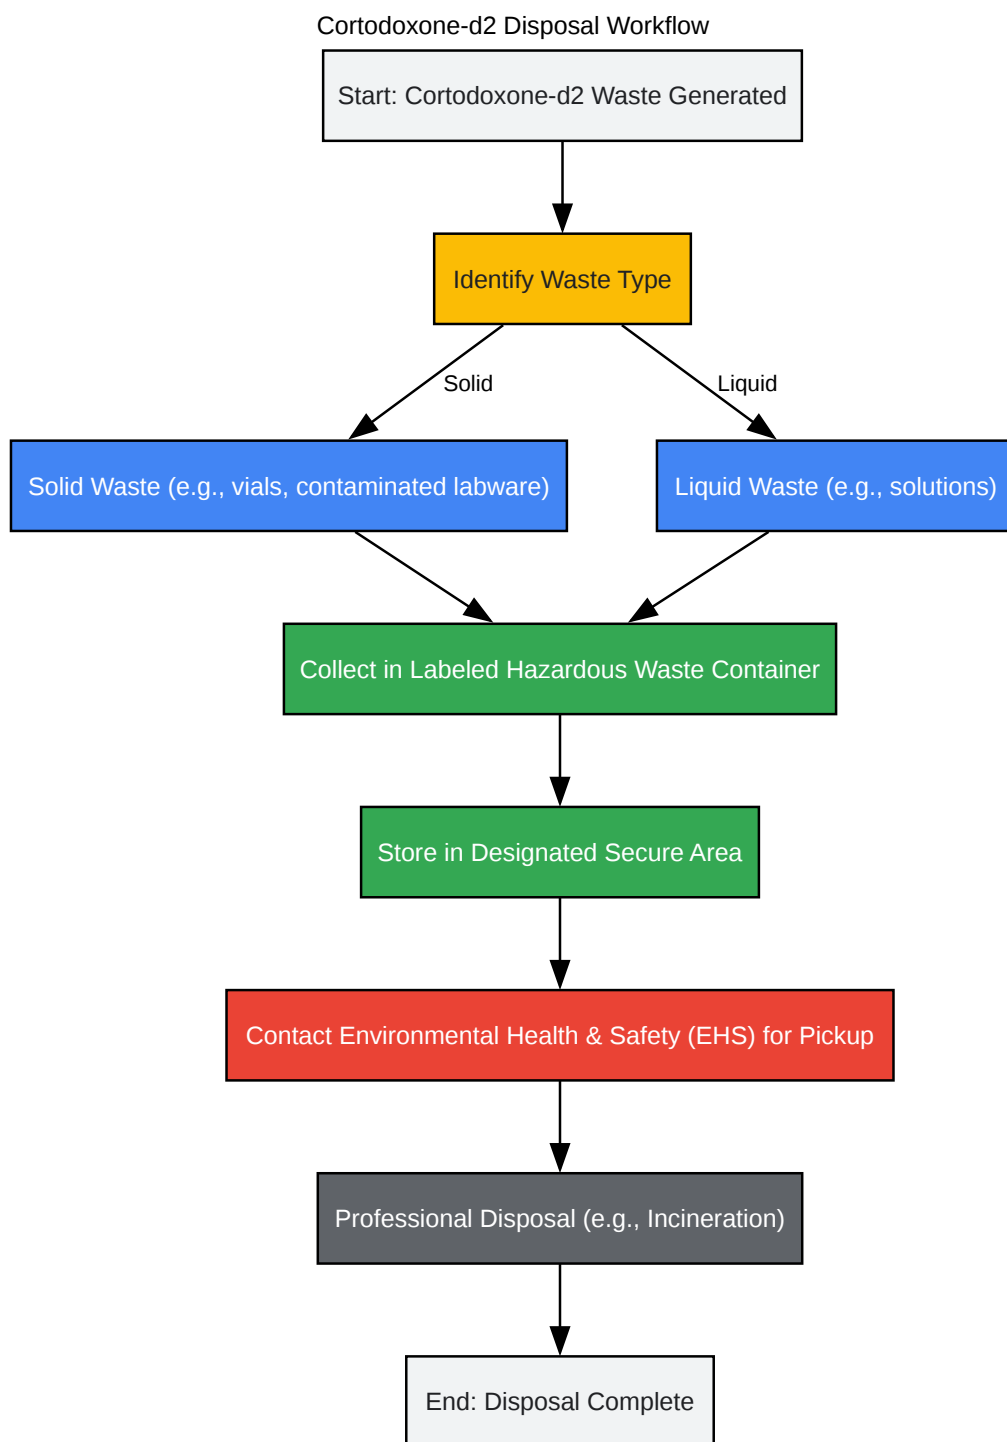 Cortodoxone-d2 Disposal Workflow
Start: Cortodoxone-d2 Waste Generated
Identify Waste Type
Solid
Liquid
Solid Waste (e.g., vials, contaminated labware)
Liquid Waste (e.g., solutions)
Collect in Labeled Hazardous Waste Container
Store in Designated Secure Area
Contact Environmental Health & Safety (EHS) for Pickup
Professional Disposal (e.g., Incineration)
End: Disposal Complete